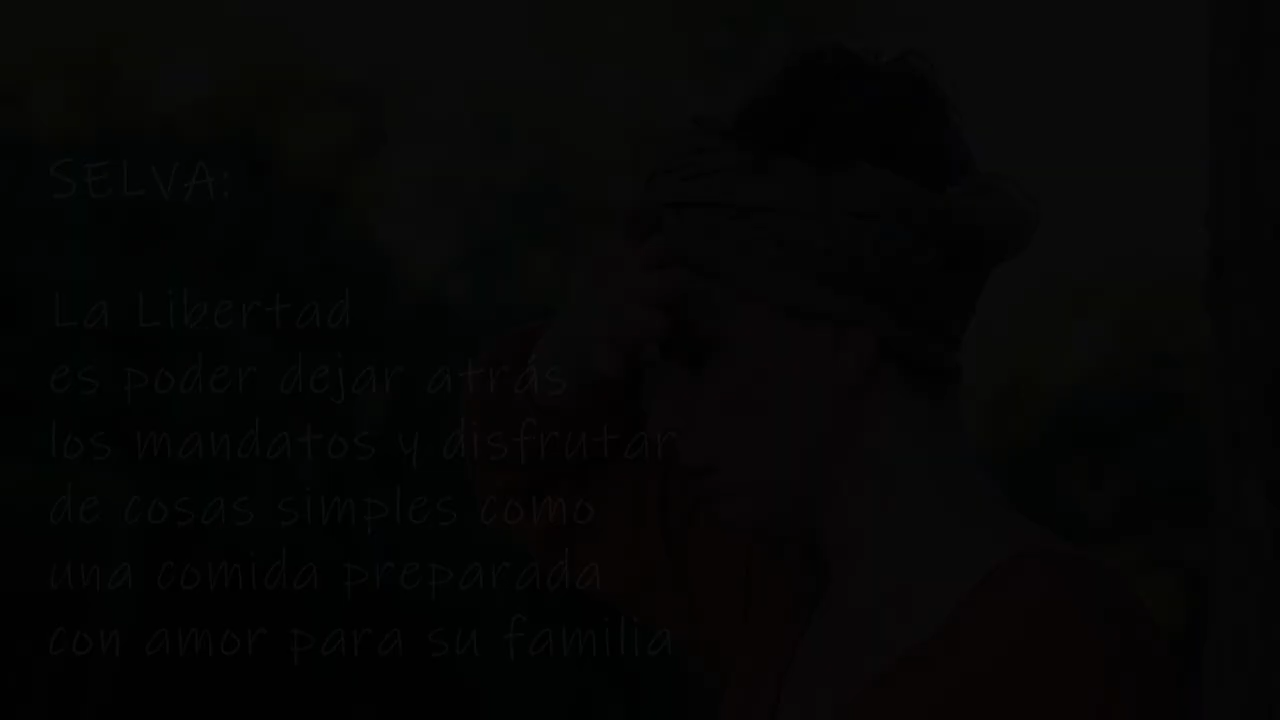 SELVA:
La Libertad
es poder dejar atrás
los mandatos y disfrutar
de cosas simples como
una comida preparada
con amor para su familia